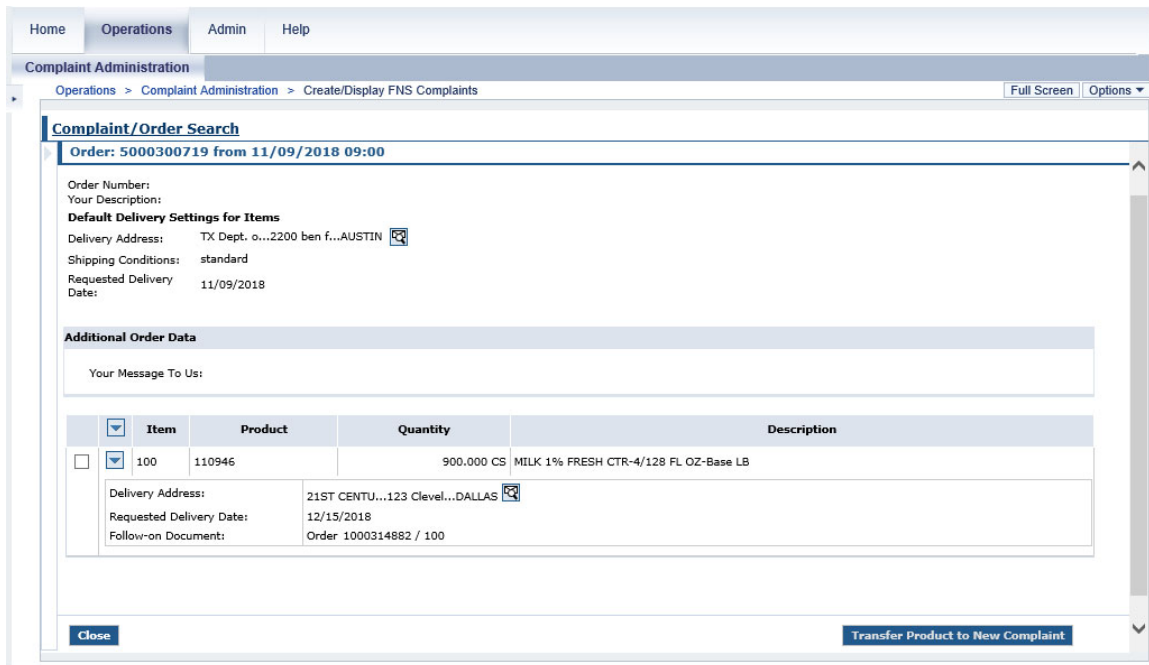 Home Operations Admin Help
Complaint Administration
Operations > Complaint Administration > Create/Display FNS Complaints Full Screen Options
Complaint/Order Search
Order: 5000300719 from 11/09/2018 09:00
Order Number:
Your Description:
Default Delivery Settings for Items
Delivery Address: TX Dept. o...2200 ben f...AUSTIN
Shipping Conditions: standard
Requested Delivery Date: 11/09/2018
Additional Order Data
Your Message To Us:
Item Product Quantity Description
100 110946 900.000 CS MILK 1% FRESH CTR-4/128 FL OZ-Base LB
Delivery Address: 21ST CENTU...123 Clevel...DALLAS
Requested Delivery Date: 12/15/2018
Follow-on Document: Order 1000314882 / 100
Close Transfer Product to New Complaint